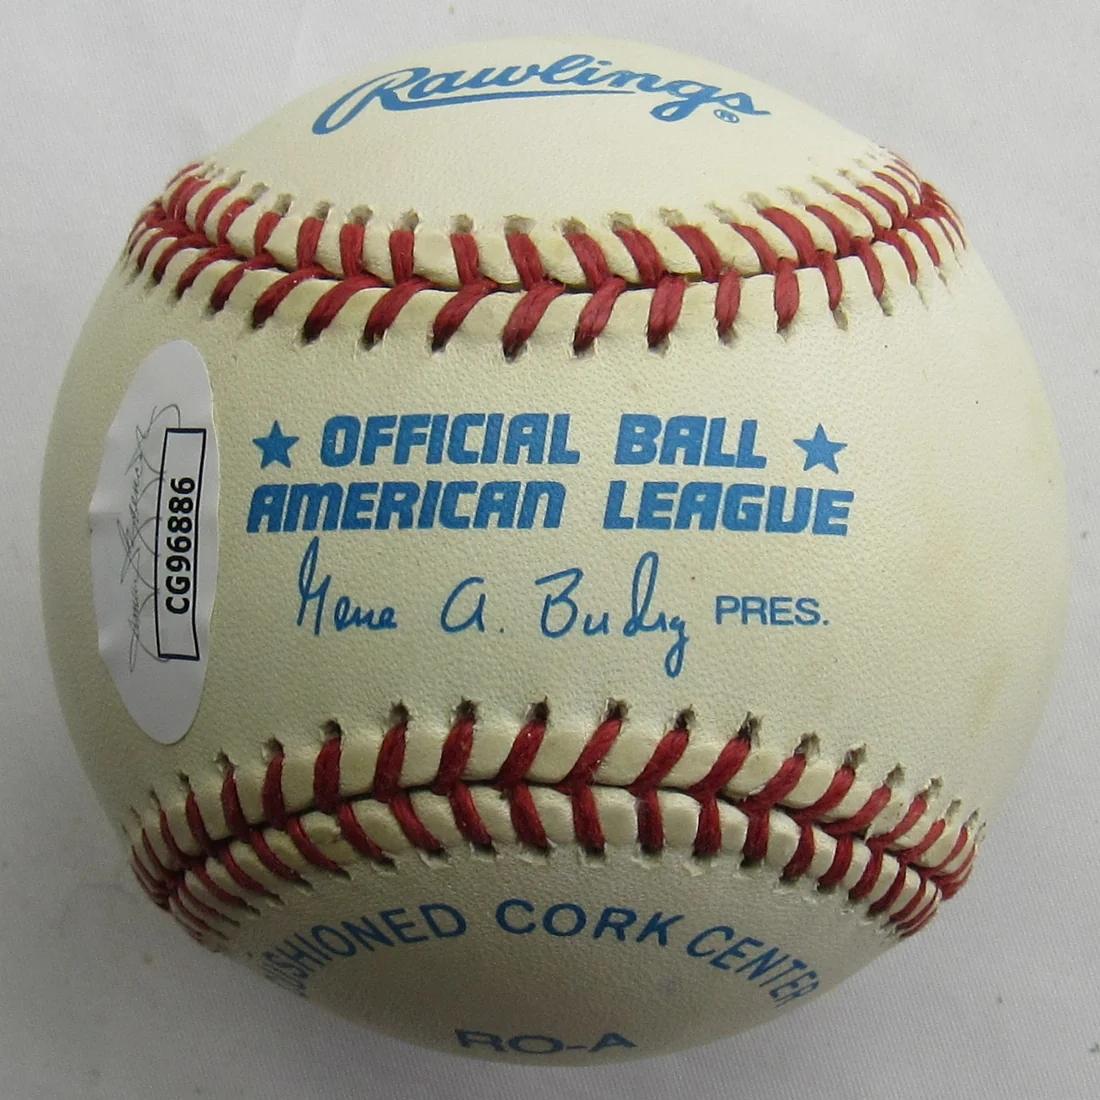 Rawlings®
★ OFFICIAL BALL ★
AMERICAN LEAGUE
Gene A. Budig PRES.
CG96886
CUSHIONED CORK CENTER
RO-A